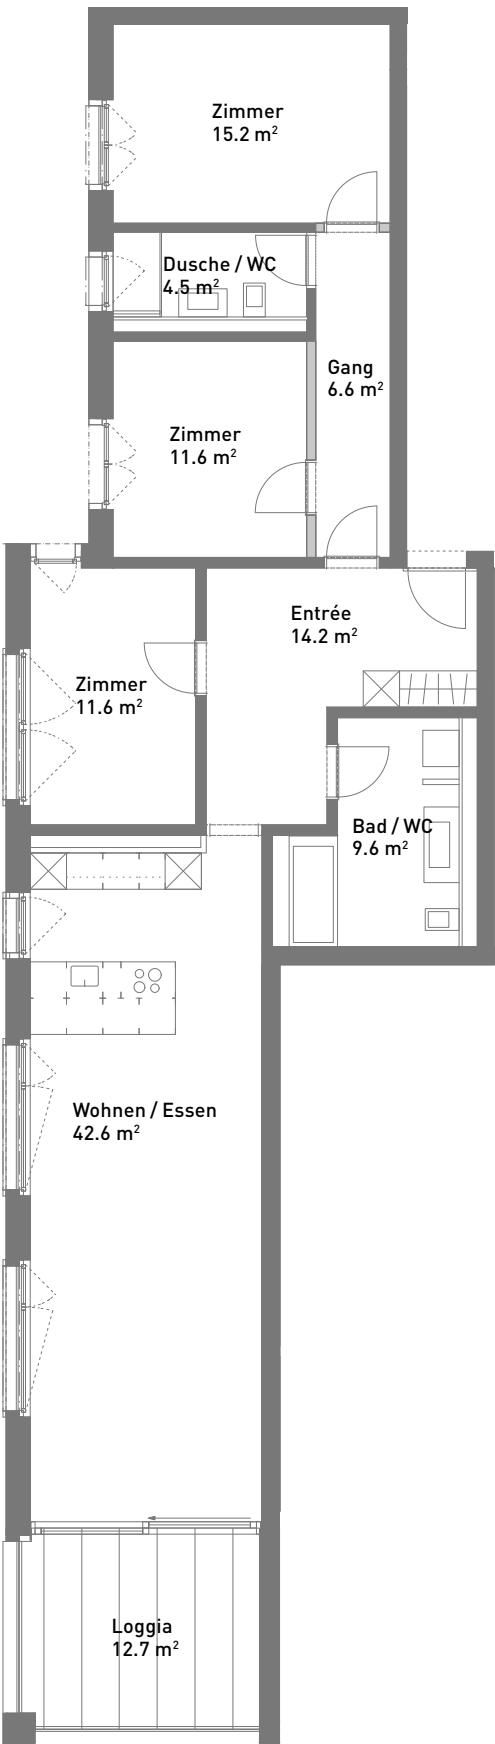 Zimmer
15.2 m²
Dusche / WC
4.5 m²
Gang
6.6 m²
Zimmer
11.6 m²
Entrée
14.2 m²
Zimmer
11.6 m²
Bad / WC
9.6 m²
Wohnen / Essen
42.6 m²
Loggia
12.7 m²